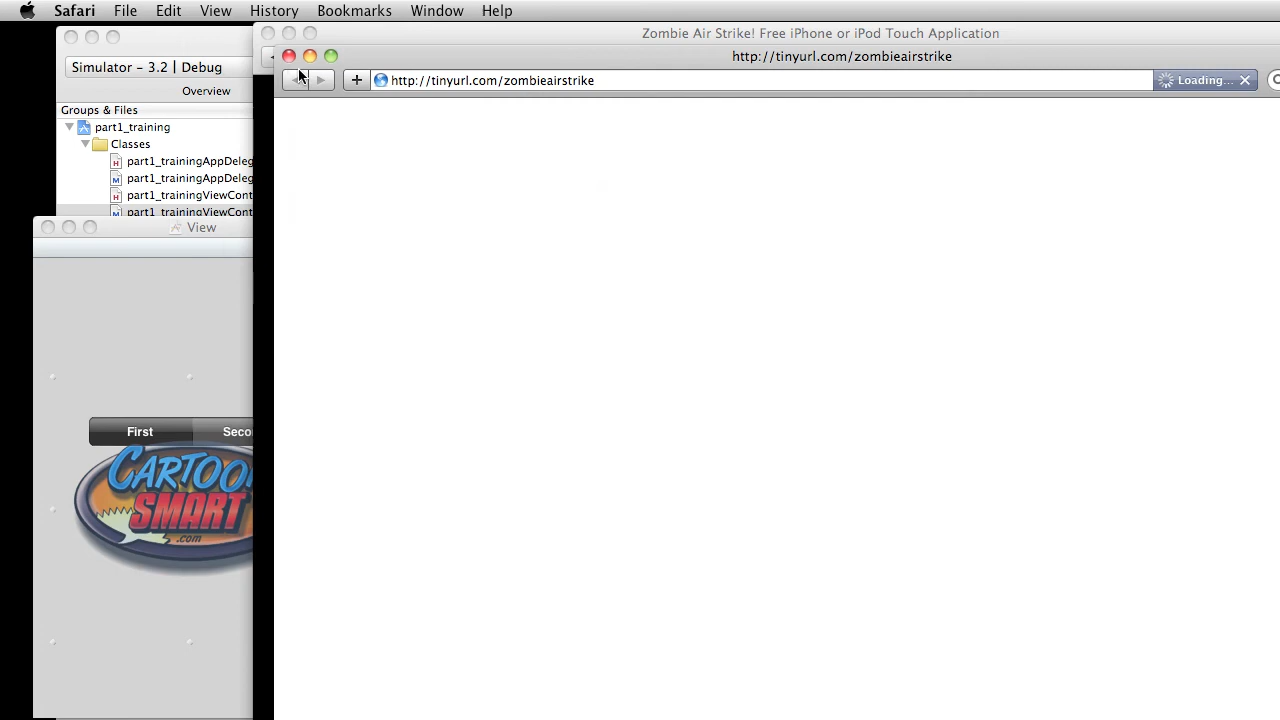 Safari File Edit View History Bookmarks Window Help
Zombie Air Strike! Free iPhone or iPod Touch Application
http://tinyurl.com/zombieairstrike
http://tinyurl.com/zombieairstrike Loading...
Simulator - 3.2 | Debug
Overview
Groups & Files
part1_training
Classes
part1_trainingAppDeleg
part1_trainingAppDeleg
part1_trainingViewCont
part1_trainingViewCont
View
First Seco
CARTOON
SMART
.com